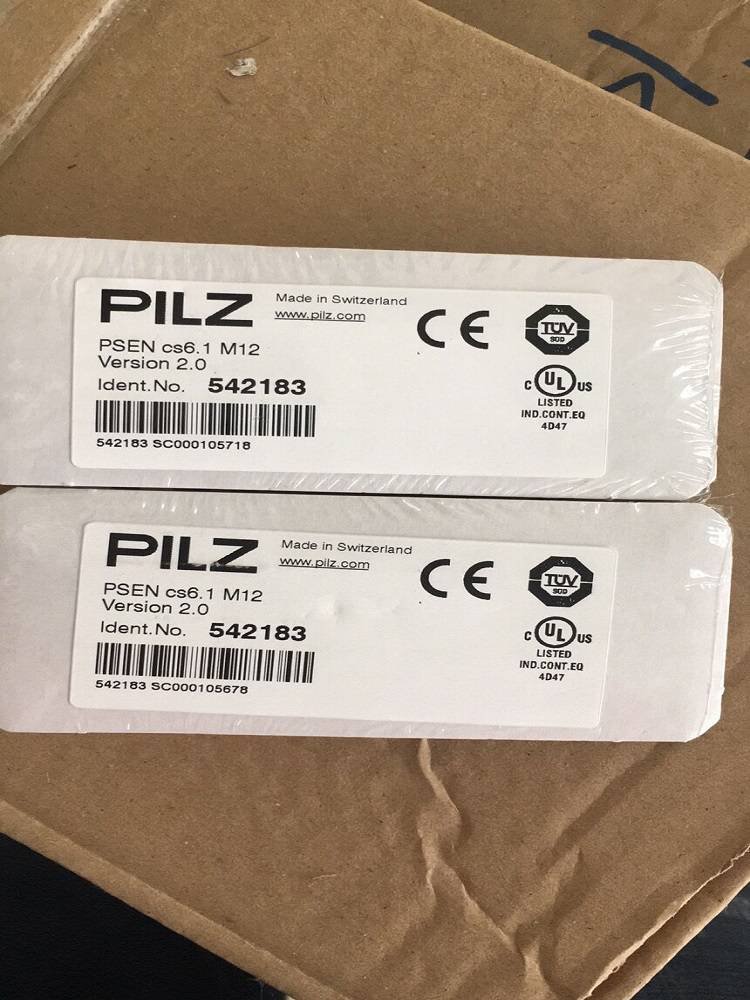 PILZ
Made in Switzerland
www.pilz.com
CE
TÜV
SÜD
PSEN cs6.1 M12
Version 2.0
Ident.No. 542183
C UL US
LISTED
IND.CONT.EQ
4D47
542183 SC000105718
PILZ
Made in Switzerland
www.pilz.com
CE
TÜV
SÜD
PSEN cs6.1 M12
Version 2.0
Ident.No. 542183
C UL US
LISTED
IND.CONT.EQ
4D47
542183 SC000105678